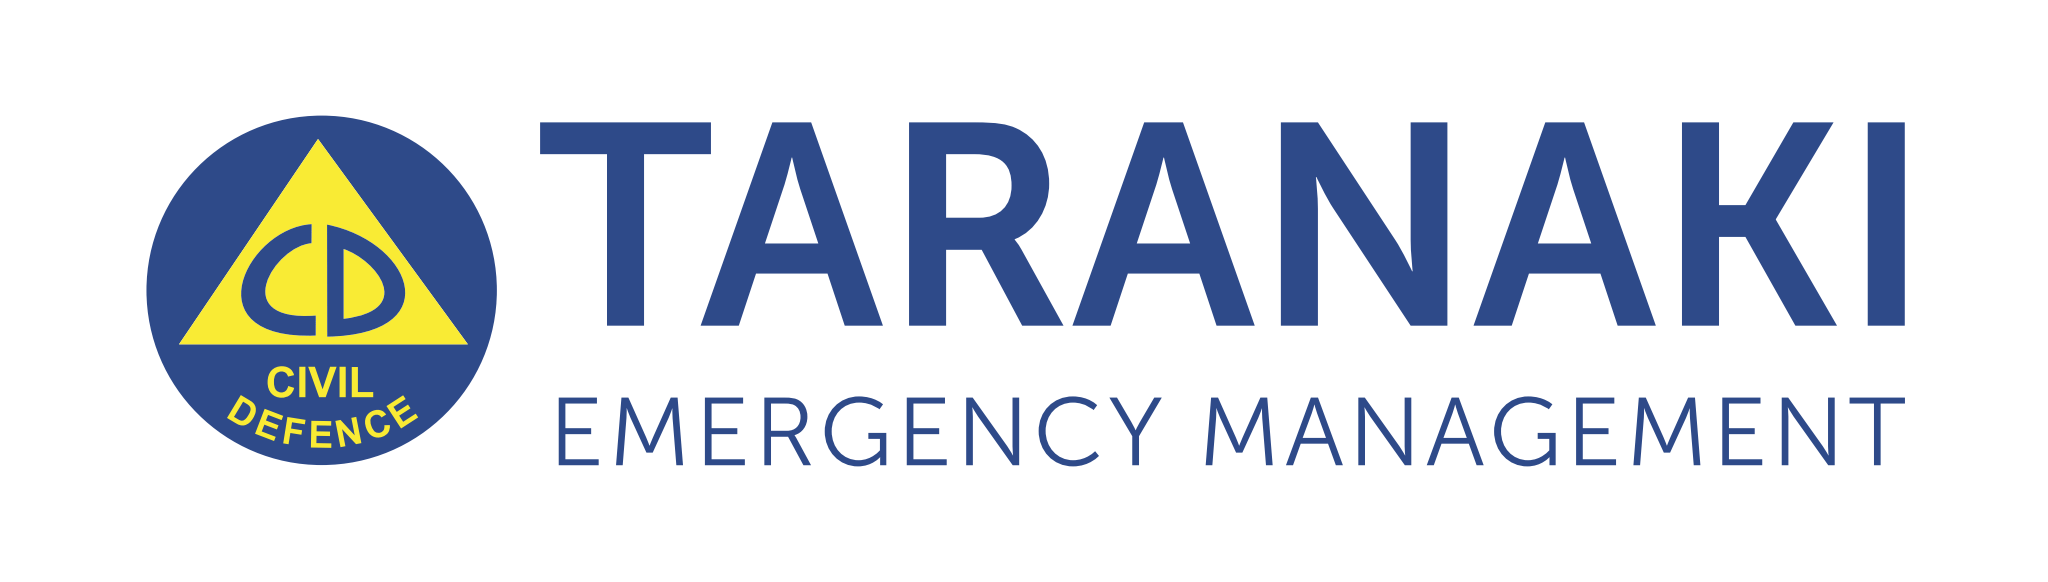 CD
CIVIL
DEFENCE
TARANAKI
EMERGENCY MANAGEMENT